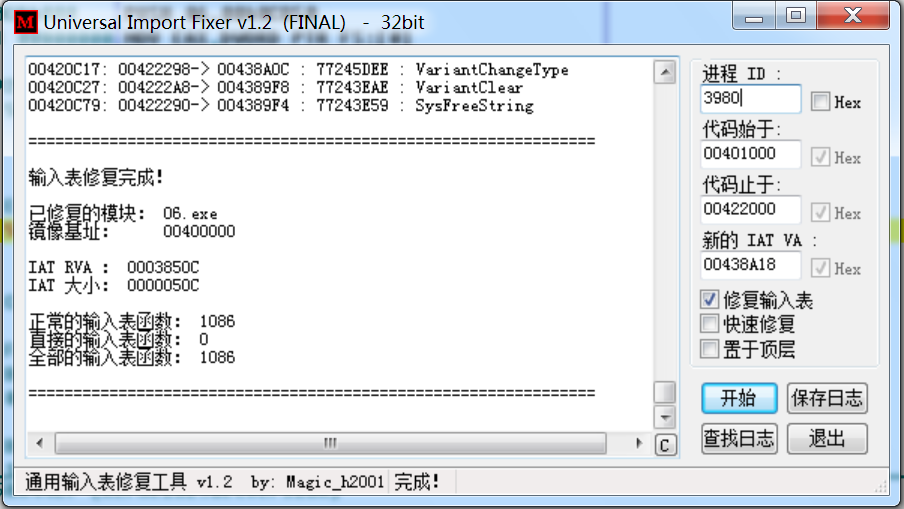 Universal Import Fixer v1.2 (FINAL) - 32bit
00420C17: 00422298-> 00438A0C : 77245DEE : VariantChangeType
00420C27: 004222A8-> 004389F8 : 77243EAE : VariantClear
00420C79: 00422290-> 004389F4 : 77243E59 : SysFreeString
===============================================================
输入表修复完成!
已修复的模块: 06.exe
镜像基址: 00400000
IAT RVA : 0003850C
IAT 大小: 0000050C
正常的输入表函数: 1086
直接的输入表函数: 0
全部的输入表函数: 1086
===============================================================
C
进程 ID :
3980
Hex
代码始于:
00401000
Hex
代码止于:
00422000
Hex
新的 IAT VA :
00438A18
Hex
修复输入表
快速修复
置于顶层
开始 保存日志
查找日志 退出
通用输入表修复工具 v1.2 by: Magic_h2001 完成!